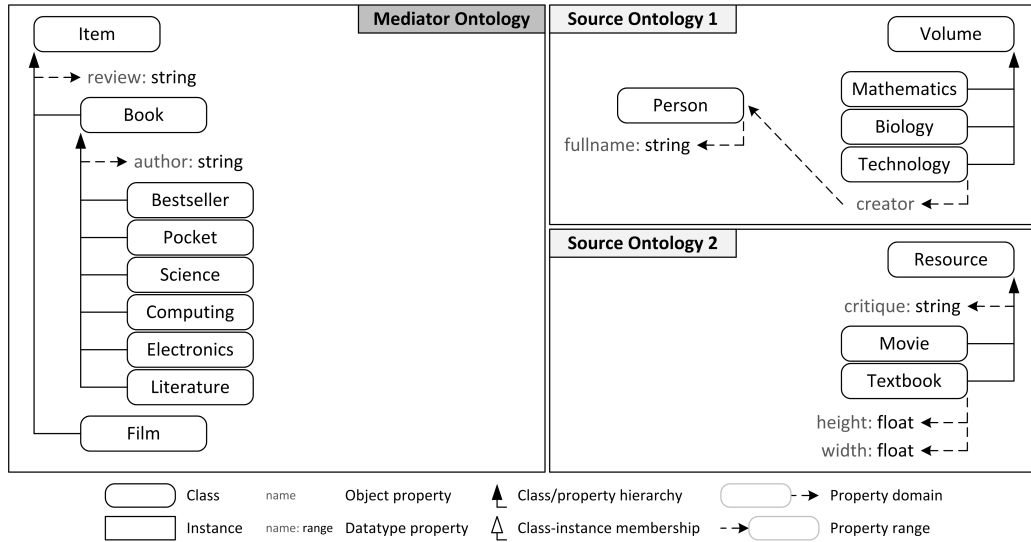 Mediator Ontology
Item
review: string
Book
author: string
Bestseller
Pocket
Science
Computing
Electronics
Literature
Film
Source Ontology 1
Volume
Person
fullname: string
Mathematics
Biology
Technology
creator
Source Ontology 2
Resource
critique: string
Movie
Textbook
height: float
width: float
Class
name
Object property
Class/property hierarchy
Property domain
Instance
name: range
Datatype property
Class-instance membership
Property range